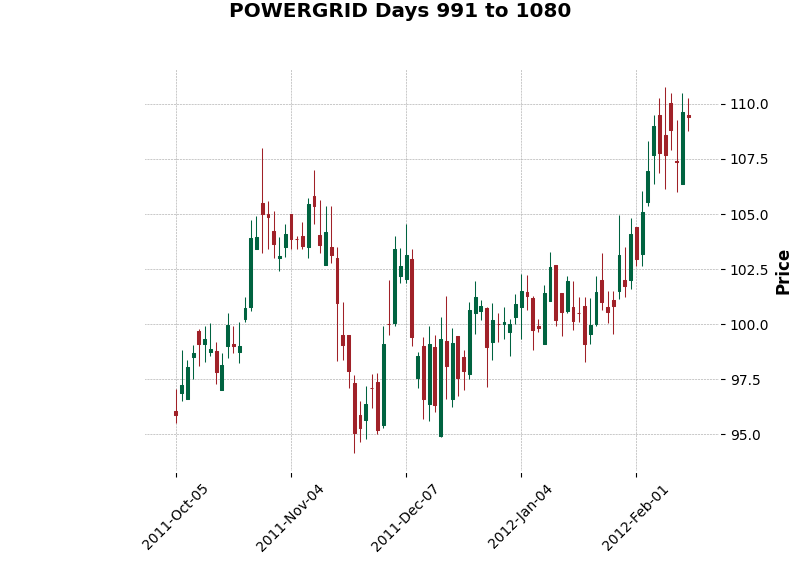 POWERGRID Days 991 to 1080
110.0
107.5
105.0
102.5
100.0
97.5
95.0
Price
2011-Oct-05
2011-Nov-04
2011-Dec-07
2012-Jan-04
2012-Feb-01